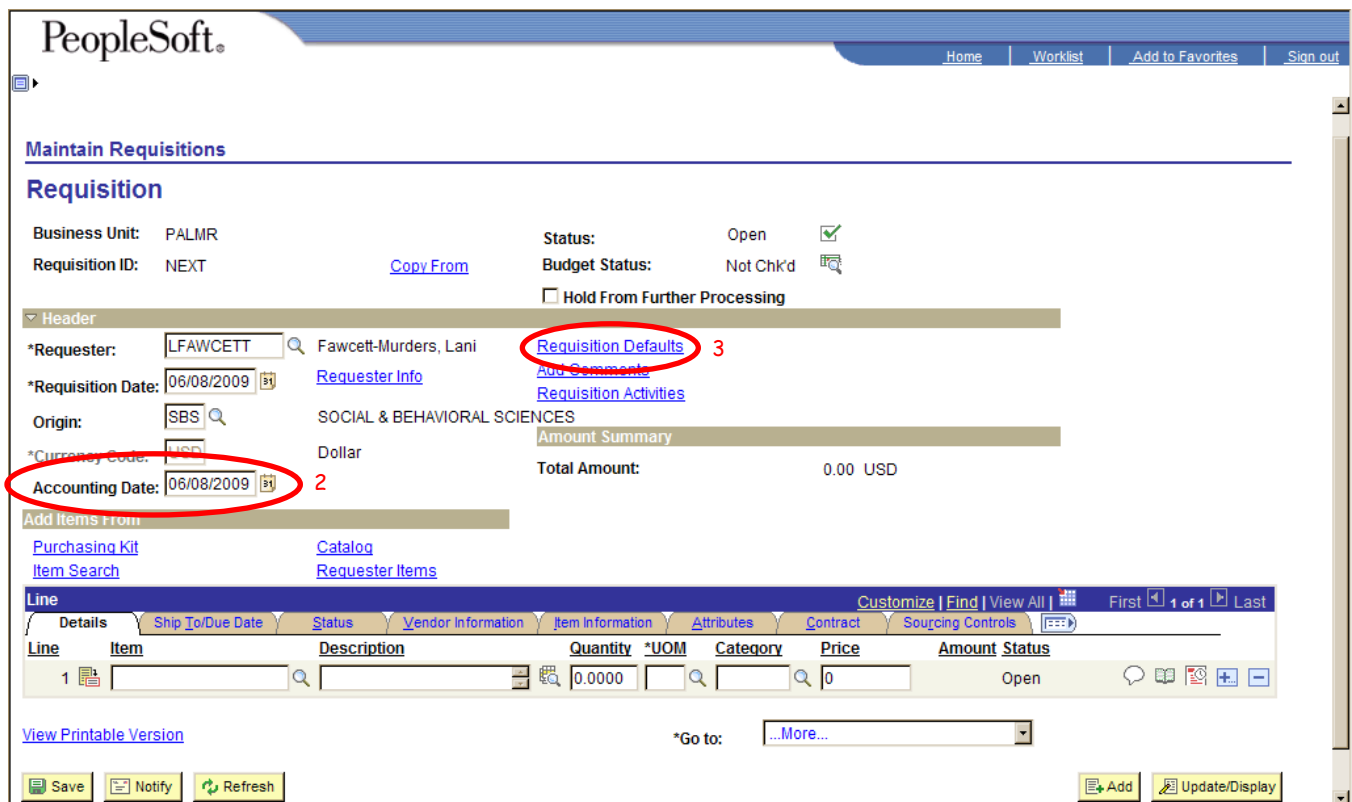 PeopleSoft®
Home | Worklist | Add to Favorites | Sign out
Maintain Requisitions
Requisition
Business Unit: PALMR Status: Open
Requisition ID: NEXT Copy From Budget Status: Not Chk'd
Hold From Further Processing
Header
*Requester: LFAWCETT Fawcett-Murders, Lani Requisition Defaults 3
*Requisition Date: 06/08/2009 31 Requester Info Add Comments
Requisition Activities
Origin: SBS SOCIAL & BEHAVIORAL SCIENCES
Amount Summary
*Currency Code: USD Dollar
Total Amount: 0.00 USD
Accounting Date: 06/08/2009 31 2
Add Items From
Purchasing Kit Catalog
Item Search Requester Items
Line Customize | Find | View All | First 1 of 1 Last
Details Ship To/Due Date Status Vendor Information Item Information Attributes Contract Sourcing Controls
Line Item Description Quantity *UOM Category Price Amount Status
1 0.0000 0 Open
View Printable Version *Go to: ...More...
Save Notify Refresh Add Update/Display